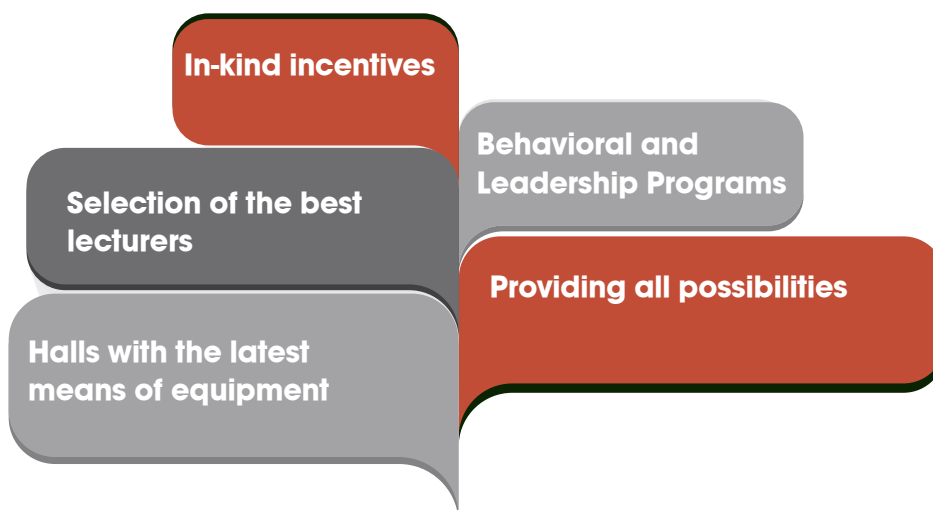 In-kind incentives
Behavioral and
Leadership Programs
Selection of the best
lecturers
Providing all possibilities
Halls with the latest
means of equipment